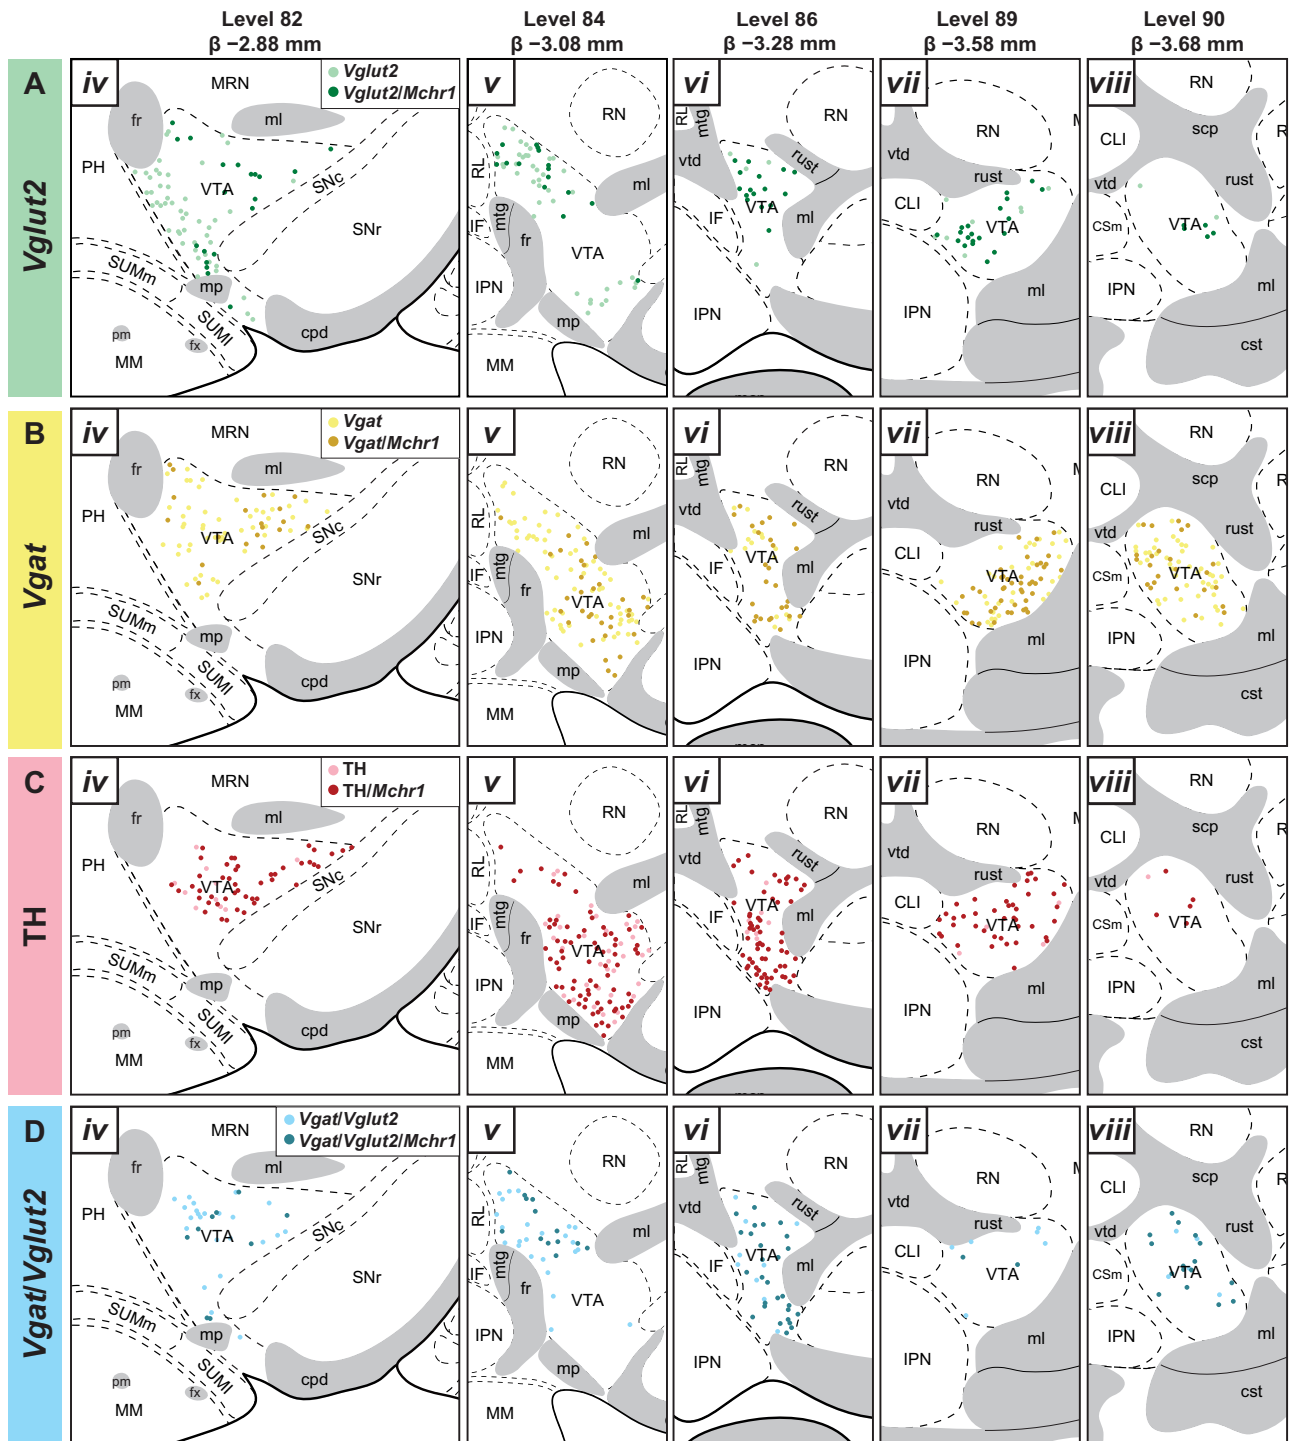 Level 82
β −2.88 mm
Level 84
β −3.08 mm
Level 86
β −3.28 mm
Level 89
β −3.58 mm
Level 90
β −3.68 mm
A
Vglut2
iv
MRN
Vglut2
Vglut2/Mchr1
fr
ml
PH
VTA
SNc
SNr
SUMm
mp
SUMl
pm
fx
MM
cpd
v
RN
RL
ml
IF
mtg
fr
VTA
IPN
mp
MM
vi
RL
mtg
RN
vtd
rust
IF
VTA
ml
IPN
vii
RN
M
vtd
rust
CLI
VTA
ml
IPN
viii
RN
CLI
scp
R
vtd
rust
CSm
VTA
IPN
ml
cst
B
Vgat
iv
MRN
Vgat
Vgat/Mchr1
fr
ml
PH
VTA
SNc
SNr
SUMm
mp
SUMl
pm
fx
MM
cpd
v
RN
RL
ml
IF
mtg
fr
VTA
IPN
mp
MM
vi
RL
mtg
RN
vtd
rust
IF
VTA
ml
IPN
vii
RN
M
vtd
rust
CLI
VTA
ml
IPN
viii
RN
CLI
scp
R
vtd
rust
CSm
VTA
IPN
ml
cst
C
TH
iv
MRN
TH
TH/Mchr1
fr
ml
PH
VTA
SNc
SNr
SUMm
mp
SUMl
pm
fx
MM
cpd
v
RN
RL
ml
IF
mtg
fr
VTA
IPN
mp
MM
vi
RL
mtg
RN
vtd
rust
IF
VTA
ml
IPN
vii
RN
M
vtd
rust
CLI
VTA
ml
IPN
viii
RN
CLI
scp
R
vtd
rust
CSm
VTA
IPN
ml
cst
D
Vgat/Vglut2
iv
MRN
Vgat/Vglut2
Vgat/Vglut2/Mchr1
fr
ml
PH
VTA
SNc
SNr
SUMm
mp
SUMl
pm
fx
MM
cpd
v
RN
RL
ml
IF
mtg
fr
VTA
IPN
mp
MM
vi
RL
mtg
RN
vtd
rust
IF
VTA
ml
IPN
vii
RN
M
vtd
rust
CLI
VTA
ml
IPN
viii
RN
CLI
scp
R
vtd
rust
CSm
VTA
IPN
ml
cst